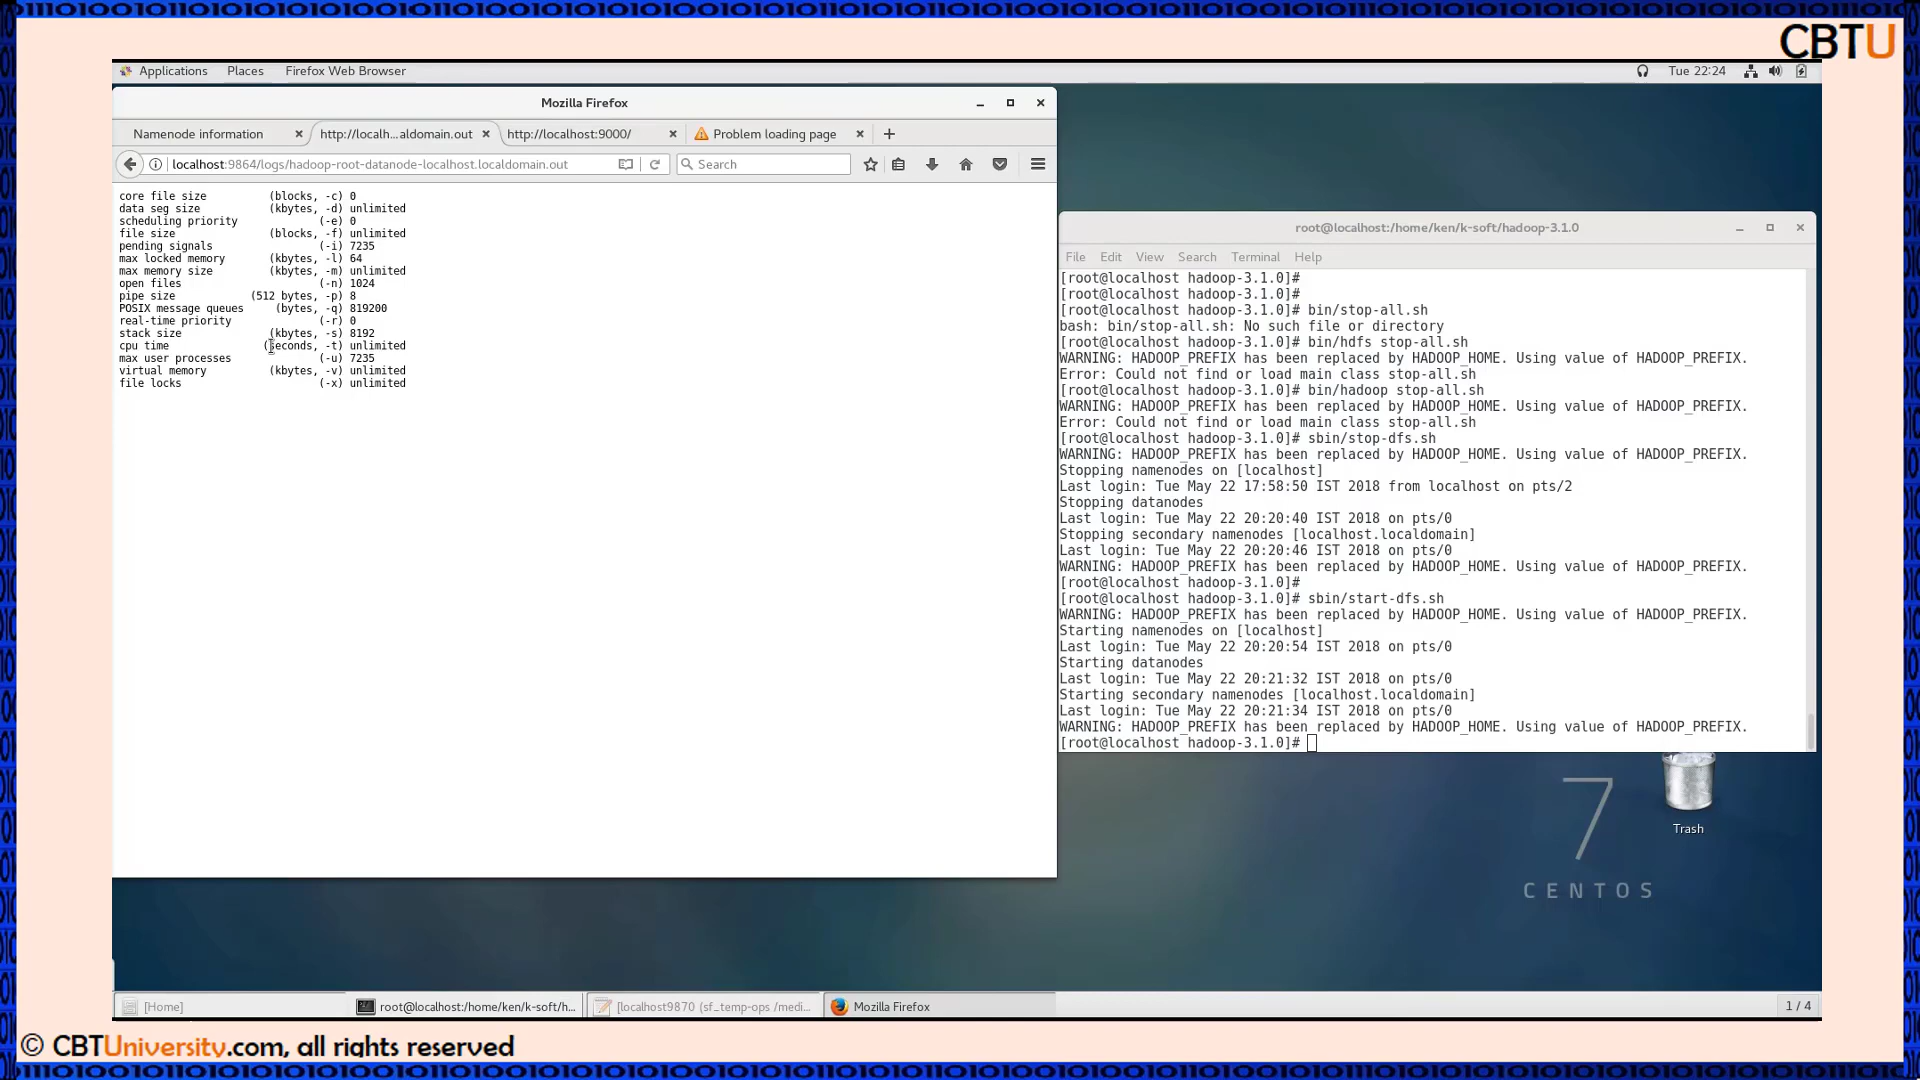 CBTU
Applications Places Firefox Web Browser Tue 22:24
Mozilla Firefox
Namenode information http://localh...aldomain.out http://localhost:9000/ Problem loading page
localhost:9864/logs/hadoop-root-datanode-localhost.localdomain.out Search
core file size (blocks, -c) 0
data seg size (kbytes, -d) unlimited
scheduling priority (-e) 0
file size (blocks, -f) unlimited
pending signals (-i) 7235
max locked memory (kbytes, -l) 64
max memory size (kbytes, -m) unlimited
open files (-n) 1024
pipe size (512 bytes, -p) 8
POSIX message queues (bytes, -q) 819200
real-time priority (-r) 0
stack size (kbytes, -s) 8192
cpu time (seconds, -t) unlimited
max user processes (-u) 7235
virtual memory (kbytes, -v) unlimited
file locks (-x) unlimited
root@localhost:/home/ken/k-soft/hadoop-3.1.0
File Edit View Search Terminal Help
[root@localhost hadoop-3.1.0]#
[root@localhost hadoop-3.1.0]#
[root@localhost hadoop-3.1.0]# bin/stop-all.sh
bash: bin/stop-all.sh: No such file or directory
[root@localhost hadoop-3.1.0]# bin/hdfs stop-all.sh
WARNING: HADOOP_PREFIX has been replaced by HADOOP_HOME. Using value of HADOOP_PREFIX.
Error: Could not find or load main class stop-all.sh
[root@localhost hadoop-3.1.0]# bin/hadoop stop-all.sh
WARNING: HADOOP_PREFIX has been replaced by HADOOP_HOME. Using value of HADOOP_PREFIX.
Error: Could not find or load main class stop-all.sh
[root@localhost hadoop-3.1.0]# sbin/stop-dfs.sh
WARNING: HADOOP_PREFIX has been replaced by HADOOP_HOME. Using value of HADOOP_PREFIX.
Stopping namenodes on [localhost]
Last login: Tue May 22 17:58:50 IST 2018 from localhost on pts/2
Stopping datanodes
Last login: Tue May 22 20:20:40 IST 2018 on pts/0
Stopping secondary namenodes [localhost.localdomain]
Last login: Tue May 22 20:20:46 IST 2018 on pts/0
WARNING: HADOOP_PREFIX has been replaced by HADOOP_HOME. Using value of HADOOP_PREFIX.
[root@localhost hadoop-3.1.0]#
[root@localhost hadoop-3.1.0]# sbin/start-dfs.sh
WARNING: HADOOP_PREFIX has been replaced by HADOOP_HOME. Using value of HADOOP_PREFIX.
Starting namenodes on [localhost]
Last login: Tue May 22 20:20:54 IST 2018 on pts/0
Starting datanodes
Last login: Tue May 22 20:21:32 IST 2018 on pts/0
Starting secondary namenodes [localhost.localdomain]
Last login: Tue May 22 20:21:34 IST 2018 on pts/0
WARNING: HADOOP_PREFIX has been replaced by HADOOP_HOME. Using value of HADOOP_PREFIX.
[root@localhost hadoop-3.1.0]#
Trash
7
CENTOS
[Home] root@localhost:/home/ken/k-soft/h... [localhost9870 (sf_temp-ops /medi... Mozilla Firefox 1 / 4
© CBTUniversity.com, all rights reserved